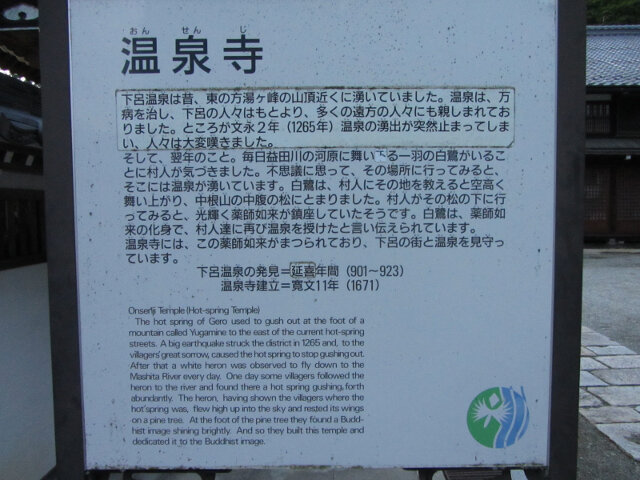 おん せん じ
温泉寺
下呂温泉は昔、東の方湯ヶ峰の山頂近くに湧いていました。温泉は、万
病を治し、下呂の人々はもとより、多くの遠方の人々にも親しまれてお
りました。ところが文永2年（1265年）温泉の湧出が突然止まってしま
い、人々は大変嘆きました。
そして、翌年のこと。毎日益田川の河原に舞い下る一羽の白鷺がいるこ
とに村人が気づきました。不思議に思って、その場所に行ってみると、
そこには温泉が湧いています。白鷺は、村人にその地を教えると空高く
舞い上がり、中根山の中腹の松にとまりました。村人がその松の下に行
ってみると、光輝く薬師如来が鎮座していたそうです。白鷺は、薬師如
来の化身で、村人達に再び温泉を授けたと言い伝えられています。
温泉寺には、この薬師如来がまつられており、下呂の街と温泉を見守っ
ています。
下呂温泉の発見＝延喜年間（901～923）
温泉寺建立＝寛文11年（1671）
Onserji Temple (Hot-spring Temple)
The hot spring of Gero used to gush out at the foot of a
mountain called Yugamine to the east of the current hot-spring
streets. A big earthquake struck the district in 1265 and, to the
villagers' great sorrow, caused the hot spring to stop gushing out.
After that a white heron was observed to fly down to the
Mashita River every day. One day some villagers followed the
heron to the river and found there a hot spring gushing, forth
abundantly. The heron, having shown the villagers where the
hot spring was, flew high up into the sky and rested its wings
on a pine tree. At the foot of the pine tree they found a Budd-
hist image shining brightly. And so they built this temple and
dedicated it to the Buddhist image.